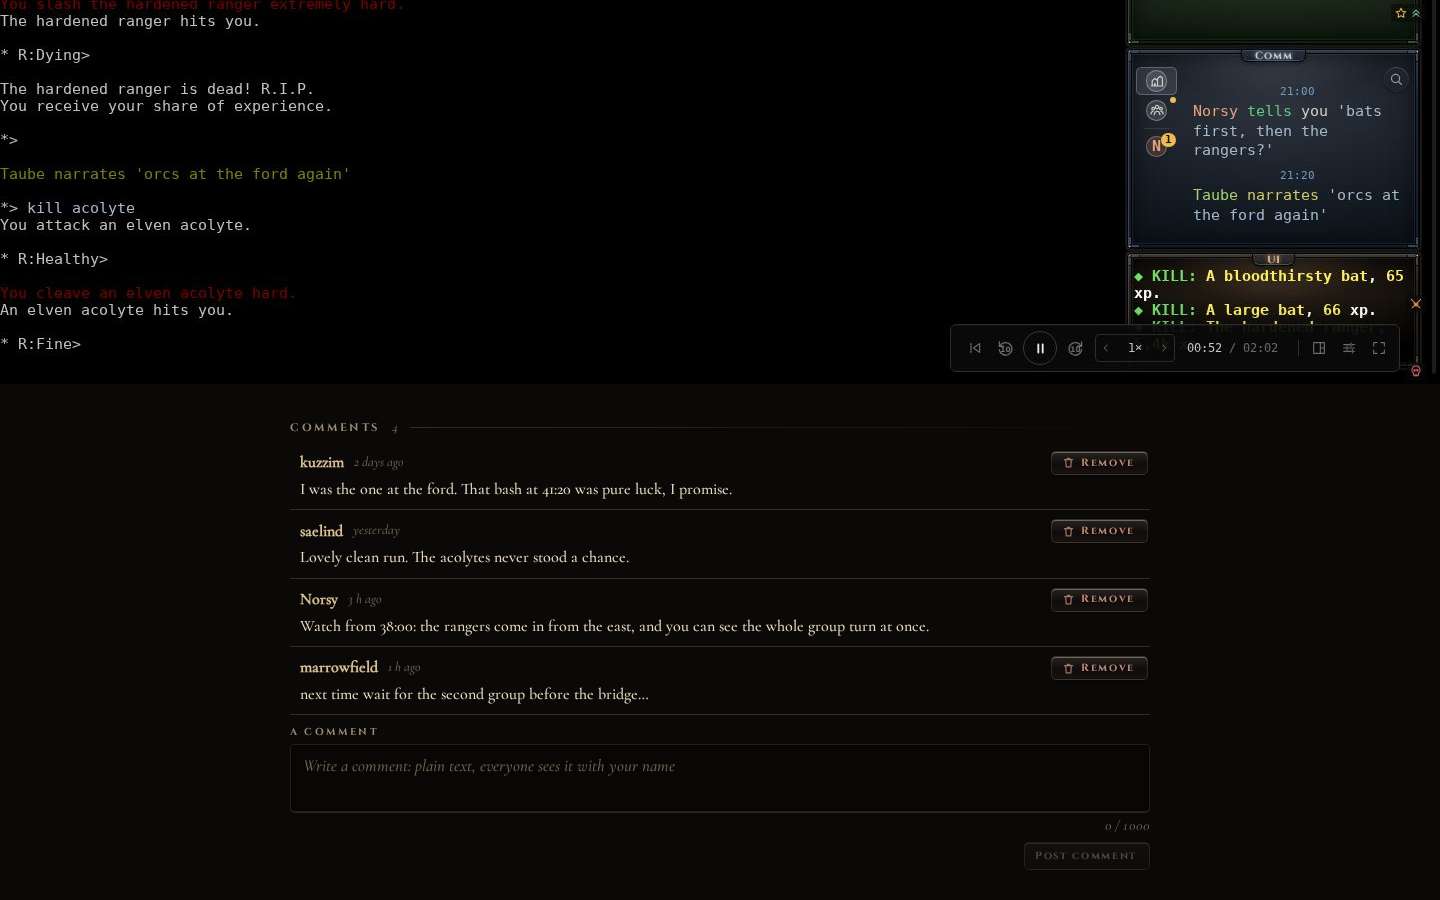 You slash the hardened ranger extremely hard.
The hardened ranger hits you.
* R:Dying>
The hardened ranger is dead! R.I.P.
You receive your share of experience.
*>
Taube narrates 'orcs at the ford again'
*> kill acolyte
You attack an elven acolyte.
* R:Healthy>
You cleave an elven acolyte hard.
An elven acolyte hits you.
* R:Fine>
Comm
21:00
Norsy tells you 'bats
first, then the
rangers?'
N 1
21:20
Taube narrates 'orcs at
the ford again'
UI
◆ KILL: A bloodthirsty bat, 65
xp.
◆ KILL: A large bat, 66 xp.
◆ KILL: The hardened ranger,
10
10
1×
00:52 / 02:02
COMMENTS 4
kuzzim 2 days ago
REMOVE
I was the one at the ford. That bash at 41:20 was pure luck, I promise.
saelind yesterday
REMOVE
Lovely clean run. The acolytes never stood a chance.
Norsy 3 h ago
REMOVE
Watch from 38:00: the rangers come in from the east, and you can see the whole group turn at once.
marrowfield 1 h ago
REMOVE
next time wait for the second group before the bridge...
A COMMENT
Write a comment: plain text, everyone sees it with your name
0 / 1000
POST COMMENT